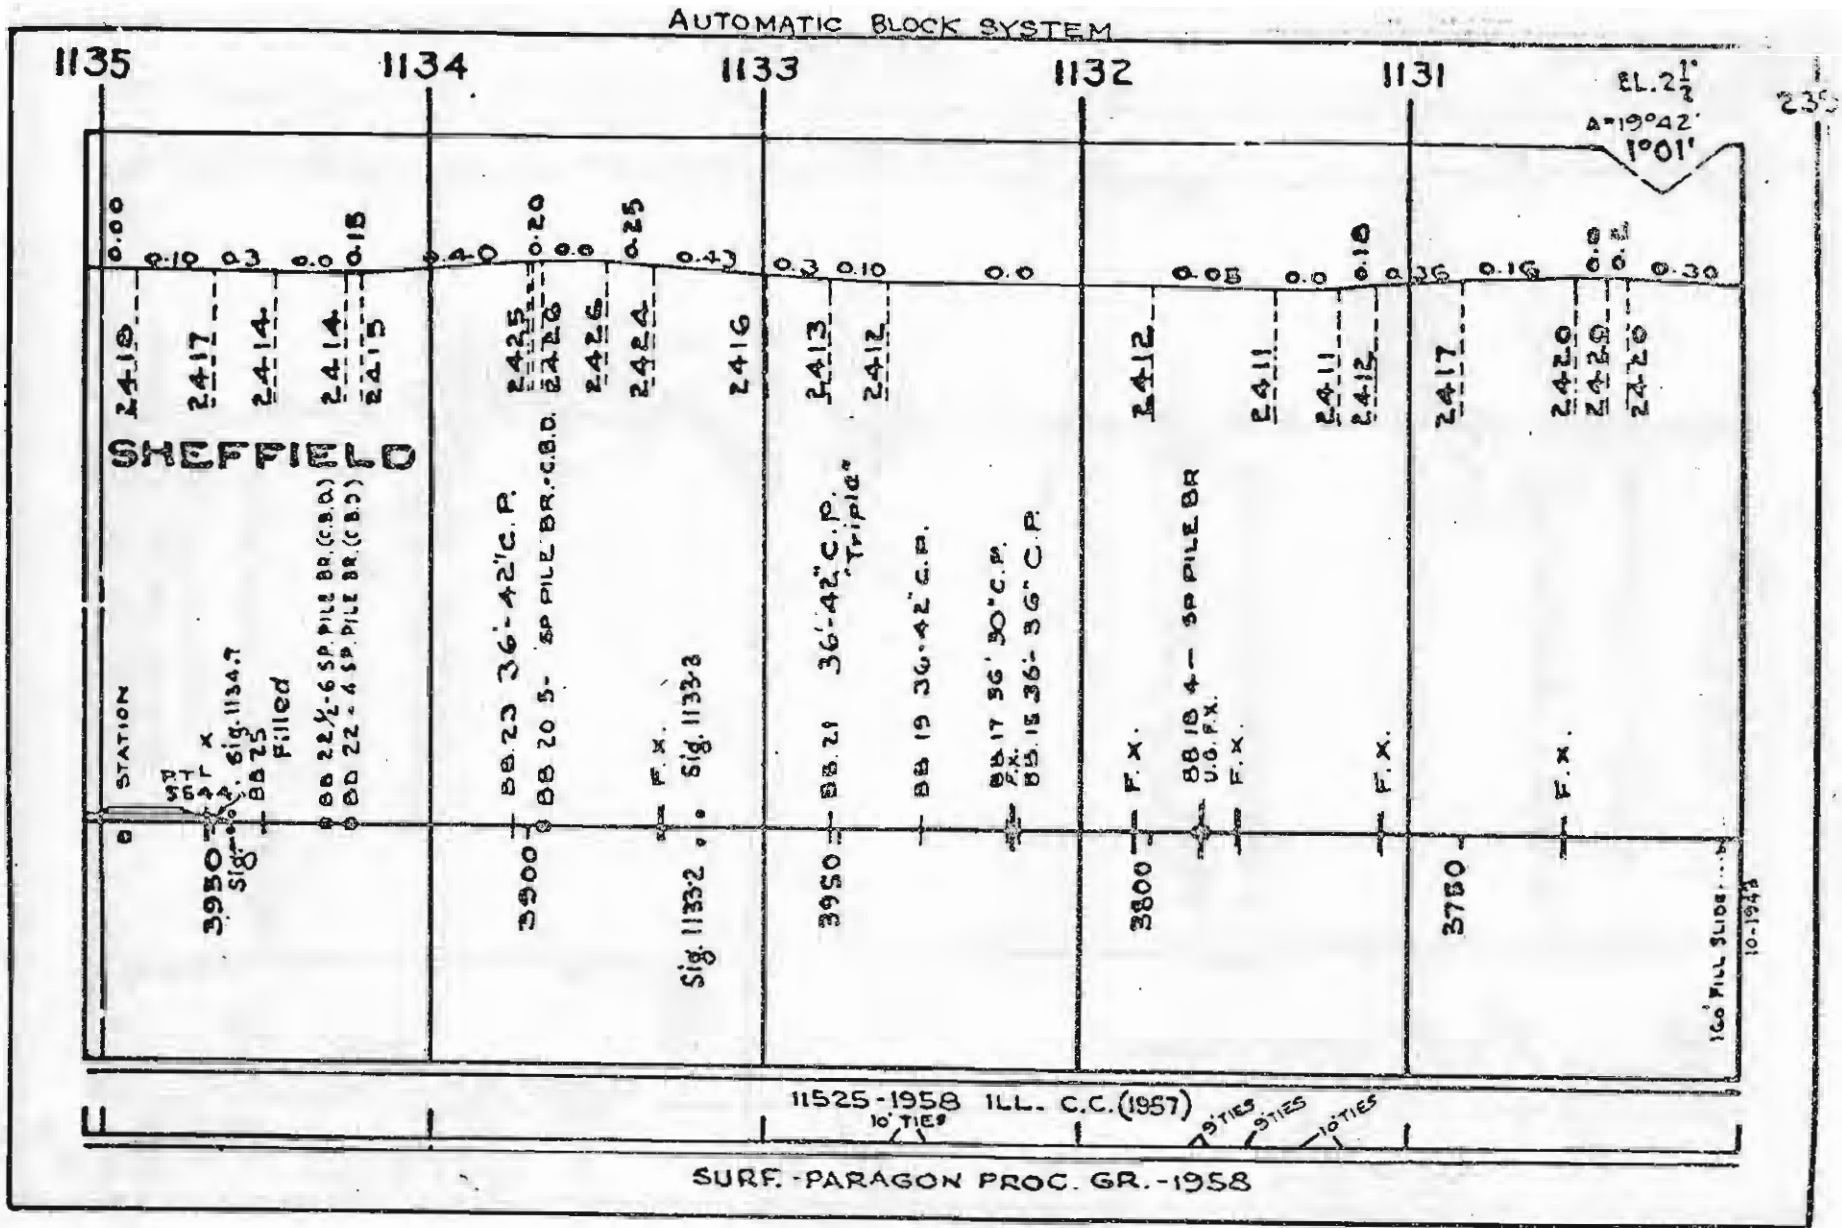 AUTOMATIC BLOCK SYSTEM
1135 1134 1133 1132 1131
EL. 2½"
Δ=19°42'
1°01'
0.00 0.10 0.3 0.0 0.18 0.40 0.20 0.0 0.25 0.43 0.3 0.10 0.0 0.08 0.0 0.18 0.36 0.16 0.0 0.2 0.30
2418 2417 2414 2414 2415 2425 2426 2426 2424 2416 2413 2412 2412 2411 2411 2412 2417 2420 2420 2420
SHEFFIELD
STATION
Sig. 1134.7
BB 25
Filled
BB 22½-6 SP. PILE BR. (C.B.D.)
BB 22-4 SP. PILE BR. (C.B.D)
BB 23 36'-42" C.P.
BB 20 5- SP PILE BR.-C.B.D.
F.X.
Sig. 1133.3
BB 21 36'-42" C.P.
"Triple"
BB 19 36-42" C.P.
BB 17 36' 30" C.P.
F.X.
BB 15 36'-36" C.P.
F.X.
BB 18 4- SP PILE BR
U.G. F.X.
F.X.
F.X.
F.X.
3950
Sig.
3900
Sig. 1133.2
3950
3800
3750
160' FILL SLIDE
10-1943
11525-1958 ILL. C.C. (1957)
10' TIES
9' TIES
9' TIES
10' TIES
SURF.-PARAGON PROC. GR.-1958